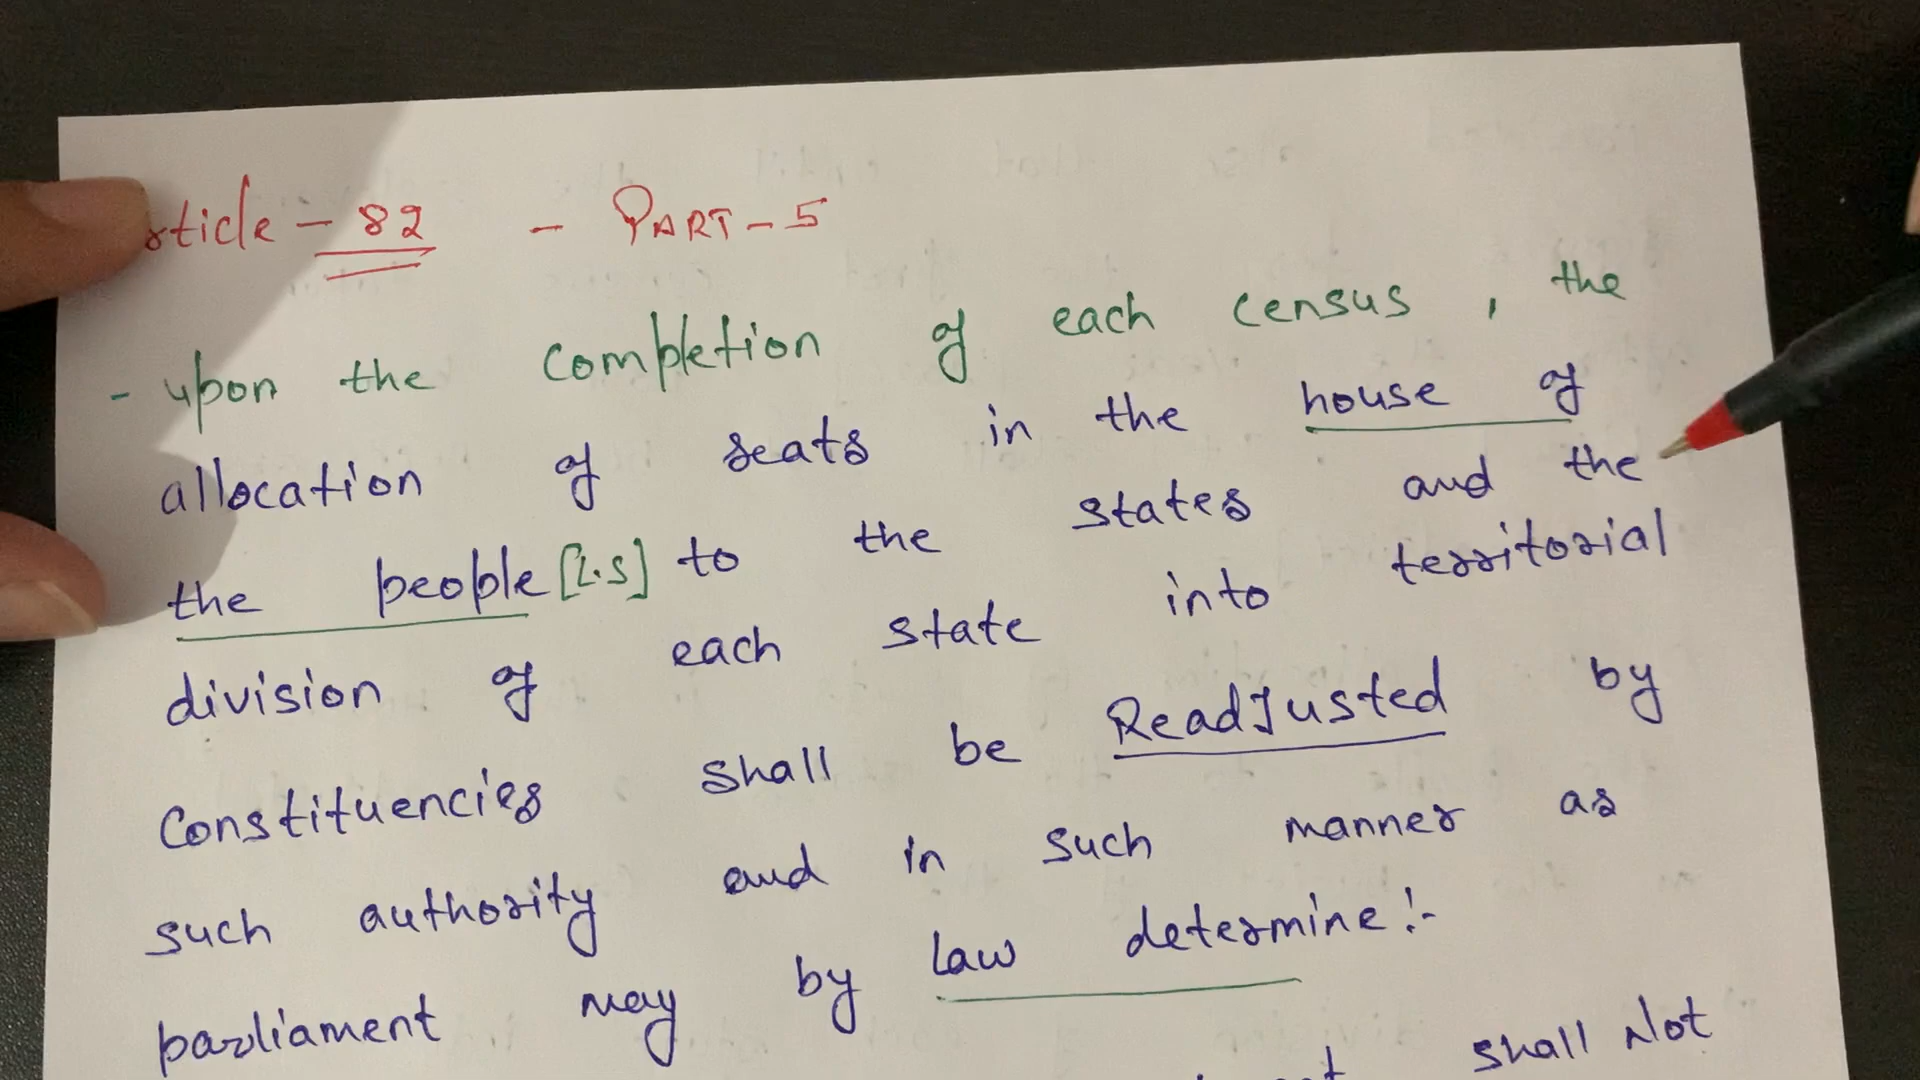 rticle - 82 - PART - 5
- upon the completion of each census, the
allocation of seats in the house of
the people [L.S] to the states and the
division of each state into territorial
Constituencies shall be ReadJusted by
such authority and in such manner as
parliament may by law determine:-
shall Not